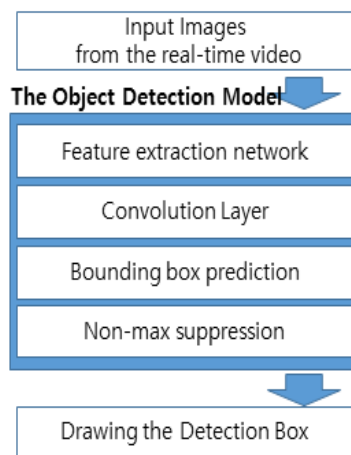 Input Images
from the real-time video
The Object Detection Model
Feature extraction network
Convolution Layer
Bounding box prediction
Non-max suppression
Drawing the Detection Box